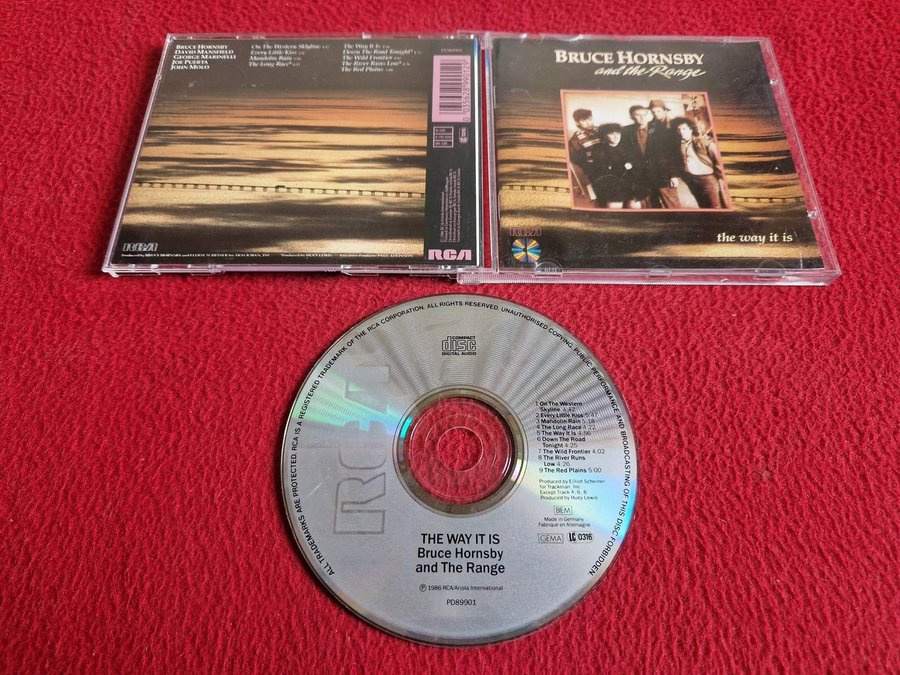 BRUCE HORNSBY
DAVID MANSFIELD
GEORGE MARINELLI
JOE PUERTA
JOHN MOLO
On The Western Skyline
Every Little Kiss
Mandolin Rain
The Long Race*
The Way It Is
Down The Road Tonight*
The Wild Frontier
The River Runs Low*
The Red Plains
PD89901
RCA
RCA
BRUCE HORNSBY
and the Range
the way it is
RCA
ALL TRADEMARKS ARE PROTECTED. RCA IS A REGISTERED TRADEMARK OF THE RCA CORPORATION. ALL RIGHTS RESERVED. UNAUTHORISED COPYING, PUBLIC PERFORMANCE AND BROADCASTING OF THIS DISC FORBIDDEN
COMPACT
disc
DIGITAL AUDIO
RCA
1 On The Western
Skyline 4:42
2 Every Little Kiss 5:47
3 Mandolin Rain 5:18
4 The Long Race 4:22
5 The Way It Is 4:56
6 Down The Road
Tonight 4:25
7 The Wild Frontier 4:02
8 The River Runs
Low 4:26
9 The Red Plains 5:00
Produced by Elliot Scheiner
for Trackman, Inc.
Except Track 4, 6, 8
Produced by Huey Lewis
BIEM
Made in Germany
Fabriqué en Allemagne
GEMA LC 0316
THE WAY IT IS
Bruce Hornsby
and The Range
℗ 1986 RCA/Ariola International
PD89901